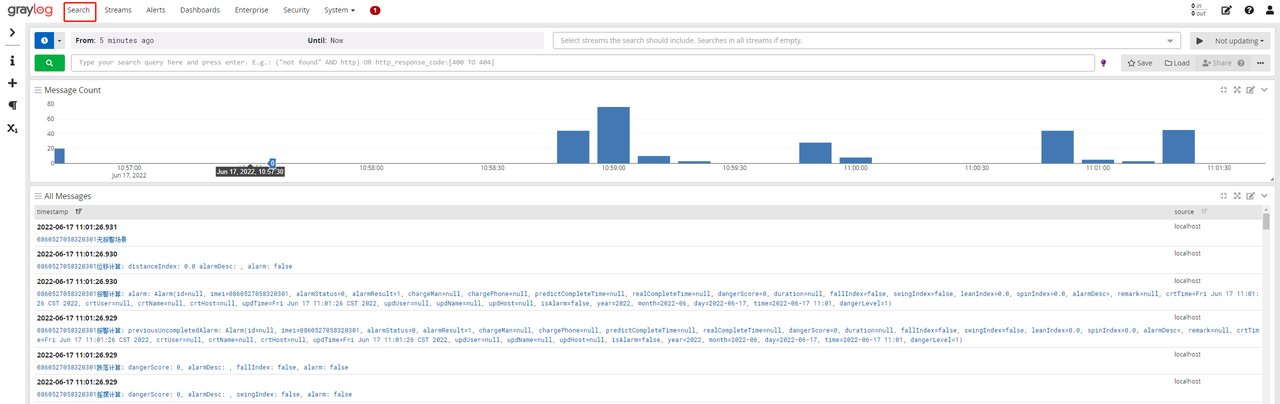 graylog Search Streams Alerts Dashboards Enterprise Security System 1 0 in
0 out
From: 5 minutes ago Until: Now Select streams the search should include. Searches in all streams if empty. Not updating
Type your search query here and press enter. E.g.: ("not found" AND http) OR http_response_code:[400 TO 404] Save Load Share
Message Count
80
60
40
20
0
10:57:00 10:58:00 10:58:30 10:59:00 10:59:30 11:00:00 11:00:30 11:01:00 11:01:30
Jun 17, 2022
0
Jun 17, 2022, 10:57:30
All Messages
timestamp source
2022-06-17 11:01:26.931 localhost
0860527058320301无报警场景
2022-06-17 11:01:26.930 localhost
0860527058320301位移计算: distanceIndex: 0.0 alarmDesc: , alarm: false
2022-06-17 11:01:26.930 localhost
0860527058320301报警计算: alarm: Alarm(id=null, imei=0860527058320301, alarmStatus=0, alarmResult=1, chargeMan=null, chargePhone=null, predictCompleteTime=null, realCompleteTime=null, dangerScore=0, duration=null, fallIndex=false, swingIndex=false, leanIndex=0.0, spinIndex=0.0, alarmDesc=, remark=null, crtTime=Fri Jun 17 11:01:
26 CST 2022, crtUser=null, crtName=null, crtHost=null, updTime=Fri Jun 17 11:01:26 CST 2022, updUser=null, updName=null, updHost=null, isAlarm=false, year=2022, month=2022-06, day=2022-06-17, time=2022-06-17 11:01, dangerLevel=1)
2022-06-17 11:01:26.929 localhost
0860527058320301报警计算: previousUncompletedAlarm: Alarm(id=null, imei=0860527058320301, alarmStatus=0, alarmResult=1, chargeMan=null, chargePhone=null, predictCompleteTime=null, realCompleteTime=null, dangerScore=0, duration=null, fallIndex=false, swingIndex=false, leanIndex=0.0, spinIndex=0.0, alarmDesc=, remark=null, crtTim
e=Fri Jun 17 11:01:26 CST 2022, crtUser=null, crtName=null, crtHost=null, updTime=Fri Jun 17 11:01:26 CST 2022, updUser=null, updName=null, updHost=null, isAlarm=false, year=2022, month=2022-06, day=2022-06-17, time=2022-06-17 11:01, dangerLevel=1)
2022-06-17 11:01:26.929 localhost
0860527058320301跌落计算: dangerScore: 0, alarmDesc: , fallIndex: false, alarm: false
2022-06-17 11:01:26.929 localhost
0860527058320301摇摆计算: dangerScore: 0, alarmDesc: , swingIndex: false, alarm: false